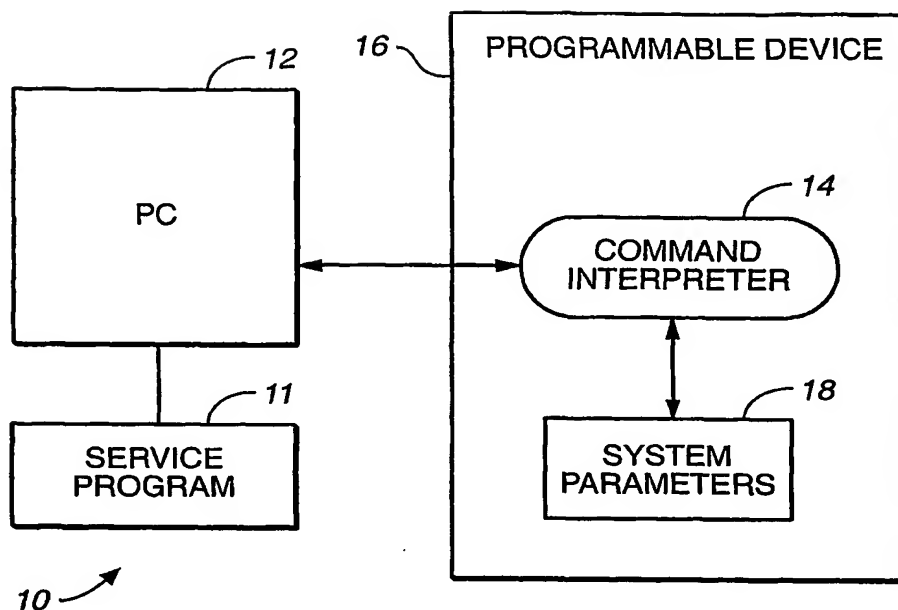 PROGRAMMABLE DEVICE
16
12
PC
14
COMMAND
INTERPRETER
11
SERVICE
PROGRAM
18
SYSTEM
PARAMETERS
10